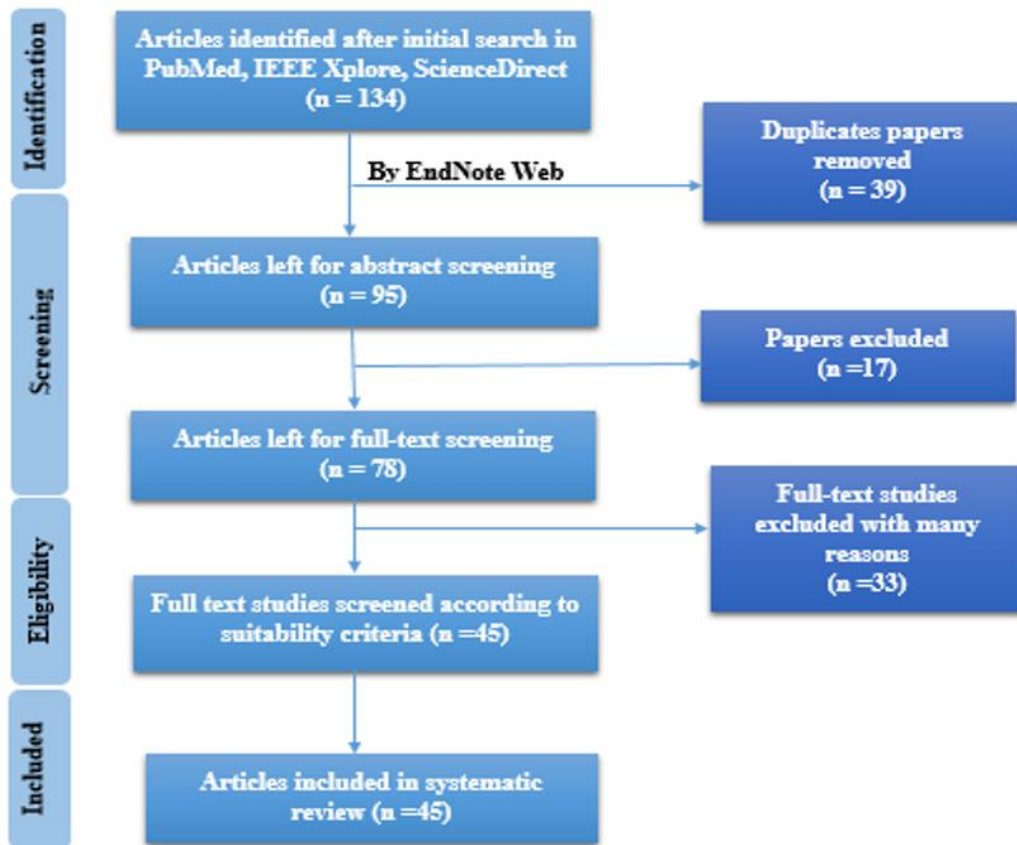 Identification
Articles identified after initial search in
PubMed, IEEE Xplore, ScienceDirect
(n = 134)
By EndNote Web
Duplicates papers
removed
(n = 39)
Screening
Articles left for abstract screening
(n = 95)
Papers excluded
(n =17)
Articles left for full-text screening
(n = 78)
Full-text studies
excluded with many
reasons
(n =33)
Eligibility
Full text studies screened according to
suitability criteria (n =45)
Included
Articles included in systematic
review (n =45)